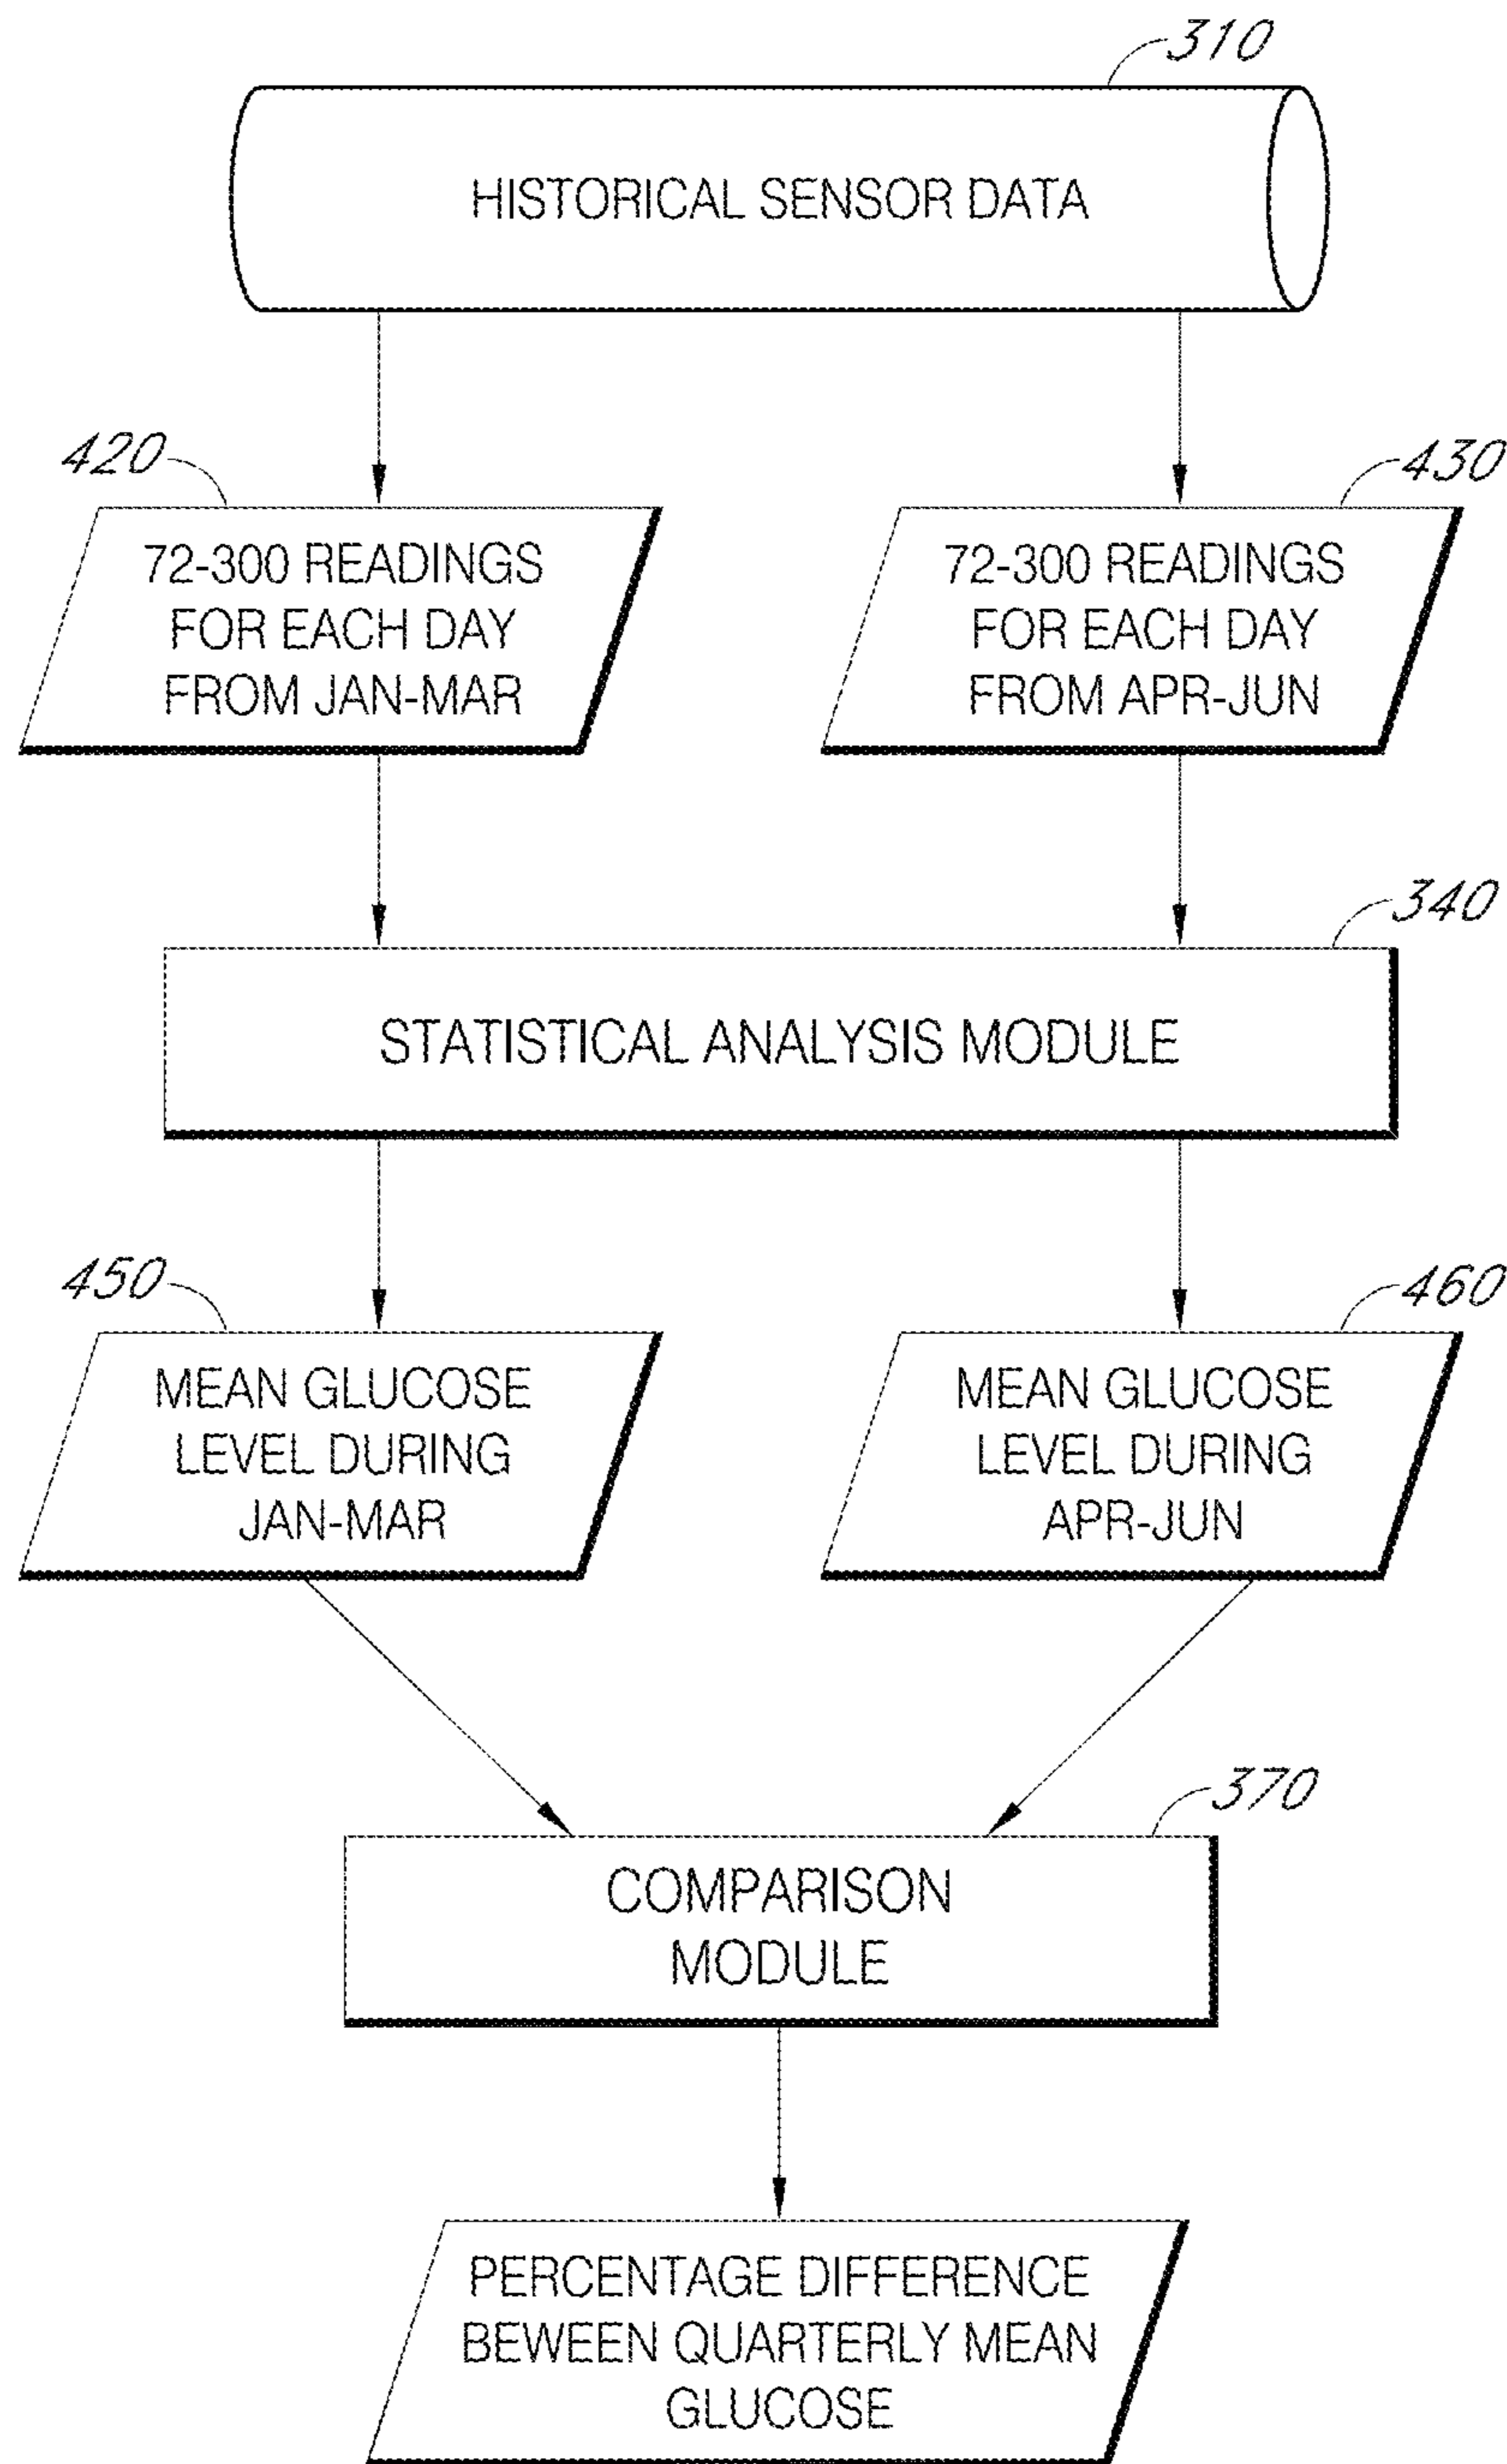 310
HISTORICAL SENSOR DATA
420
430
72-300 READINGS
FOR EACH DAY
FROM JAN-MAR
72-300 READINGS
FOR EACH DAY
FROM APR-JUN
340
STATISTICAL ANALYSIS MODULE
450
460
MEAN GLUCOSE
LEVEL DURING
JAN-MAR
MEAN GLUCOSE
LEVEL DURING
APR-JUN
370
COMPARISON
MODULE
PERCENTAGE DIFFERENCE
BEWEEN QUARTERLY MEAN
GLUCOSE